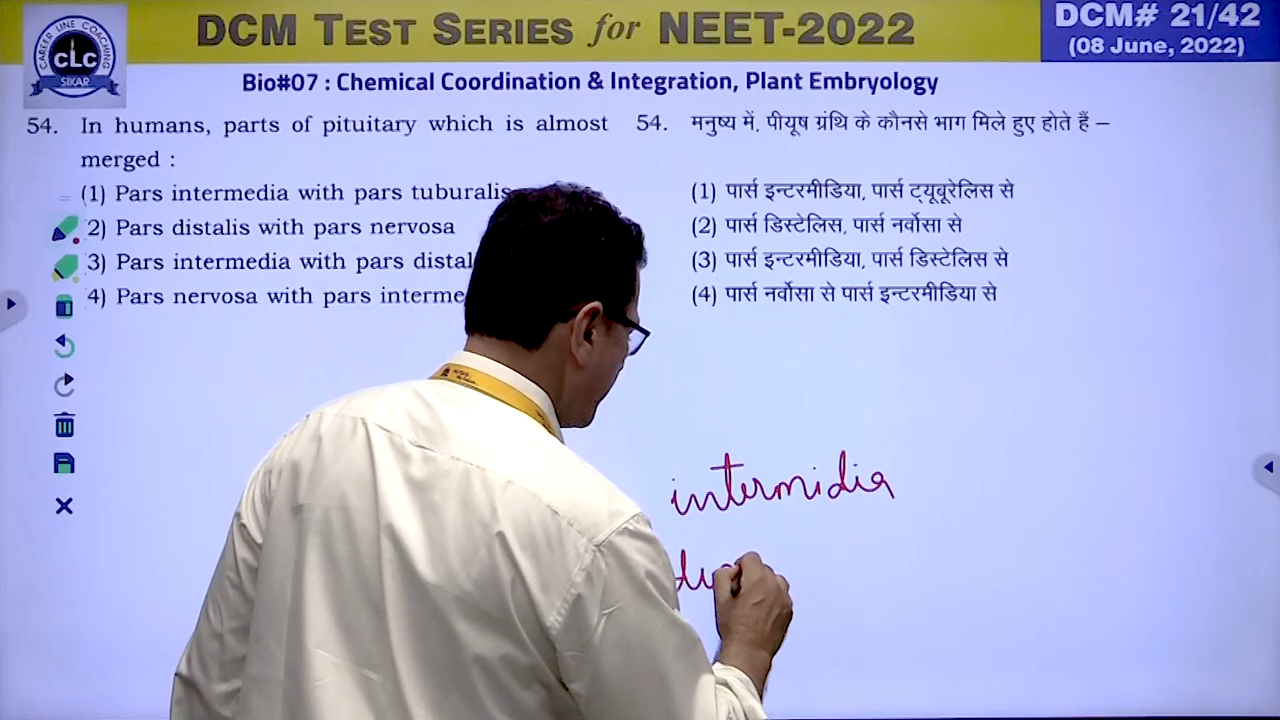 DCM TEST SERIES for NEET-2022
DCM# 21/42
(08 June, 2022)
CAREER LINE COACHING
CLC
SIKAR
Bio#07 : Chemical Coordination & Integration, Plant Embryology
54. In humans, parts of pituitary which is almost
merged :
(1) Pars intermedia with pars tuburalis
2) Pars distalis with pars nervosa
3) Pars intermedia with pars distal
4) Pars nervosa with pars interme
54. मनुष्य में, पीयूष ग्रंथि के कौनसे भाग मिले हुए होते हैं –
(1) पार्स इन्टरमीडिया, पार्स ट्यूबूरेलिस से
(2) पार्स डिस्टेलिस, पार्स नर्वोसा से
(3) पार्स इन्टरमीडिया, पार्स डिस्टेलिस से
(4) पार्स नर्वोसा से पार्स इन्टरमीडिया से
intermidia